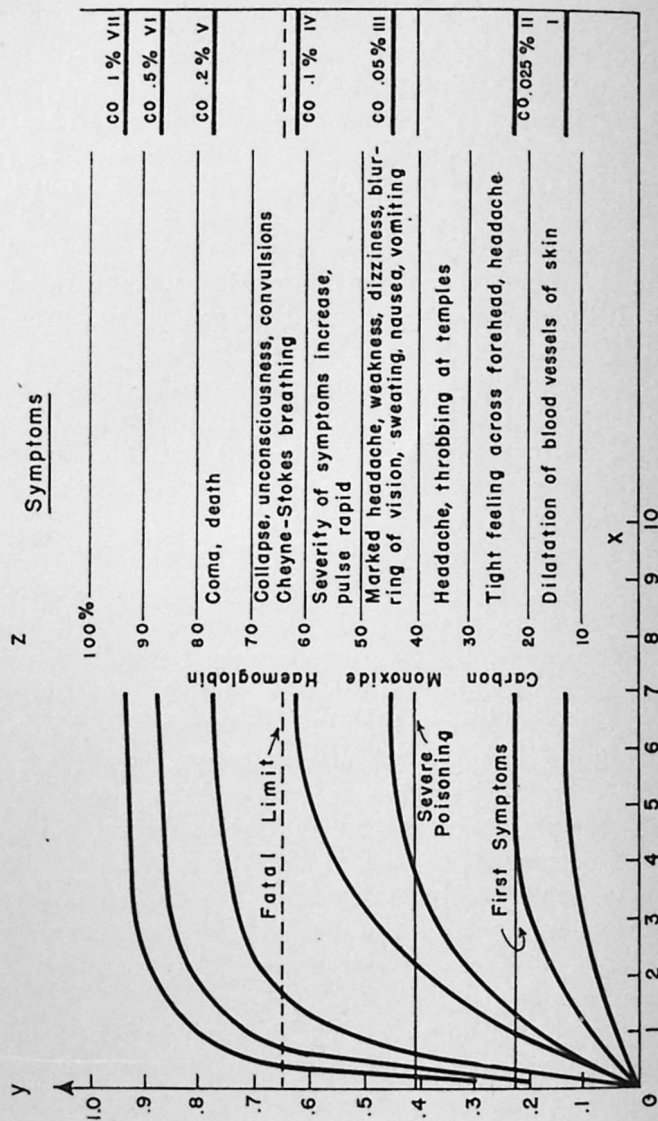 Symptoms
y
Z
1.0
.9
.8
.7
.6
.5
.4
.3
.2
.1
0
1
2
3
4
5
6
7
8
9
10
X
100%
90
80
70
60
50
40
30
20
10
Fatal Limit
Severe
Poisoning
First Symptoms
Carbon Monoxide Haemoglobin
Coma, death
Collapse, unconsciousness, convulsions
Cheyne-Stokes breathing
Severity of symptoms increase,
pulse rapid
Marked headache, weakness, dizziness, blur-
ring of vision, sweating, nausea, vomiting
Headache, throbbing at temples
Tight feeling across forehead, headache
Dilatation of blood vessels of skin
CO 1% VII
CO .5% VI
CO .2% V
CO .1% IV
CO .05% III
CO .025% II
I